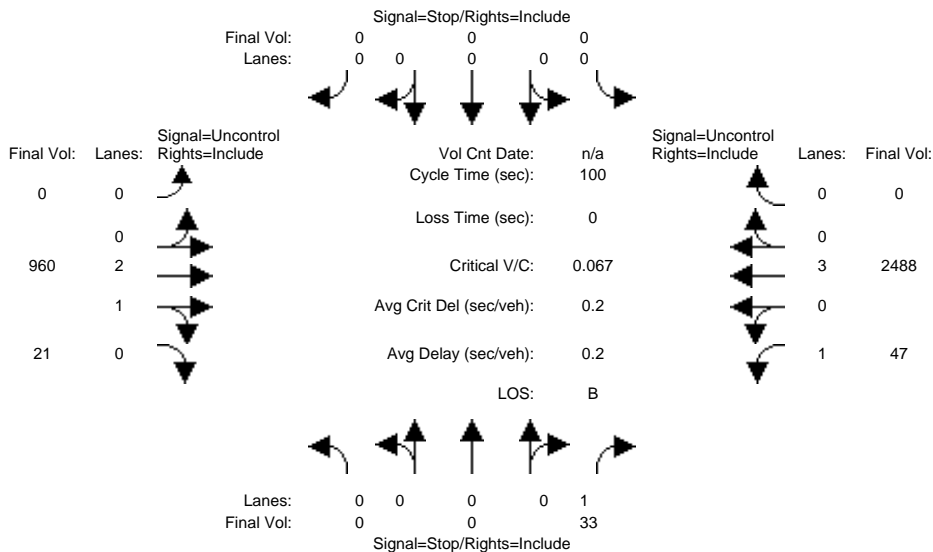 Signal=Stop/Rights=Include
Final Vol: 0 0 0
Lanes: 0 0 0 0 0
Signal=Uncontrol Signal=Uncontrol
Final Vol: Lanes: Rights=Include Vol Cnt Date: n/a Rights=Include Lanes: Final Vol:
Cycle Time (sec): 100
0 0 0 0
Loss Time (sec): 0
0 0
960 2 Critical V/C: 0.067 3 2488
1 Avg Crit Del (sec/veh): 0.2 0
21 0 Avg Delay (sec/veh): 0.2 1 47
LOS: B
Lanes: 0 0 0 0 1
Final Vol: 0 0 33
Signal=Stop/Rights=Include